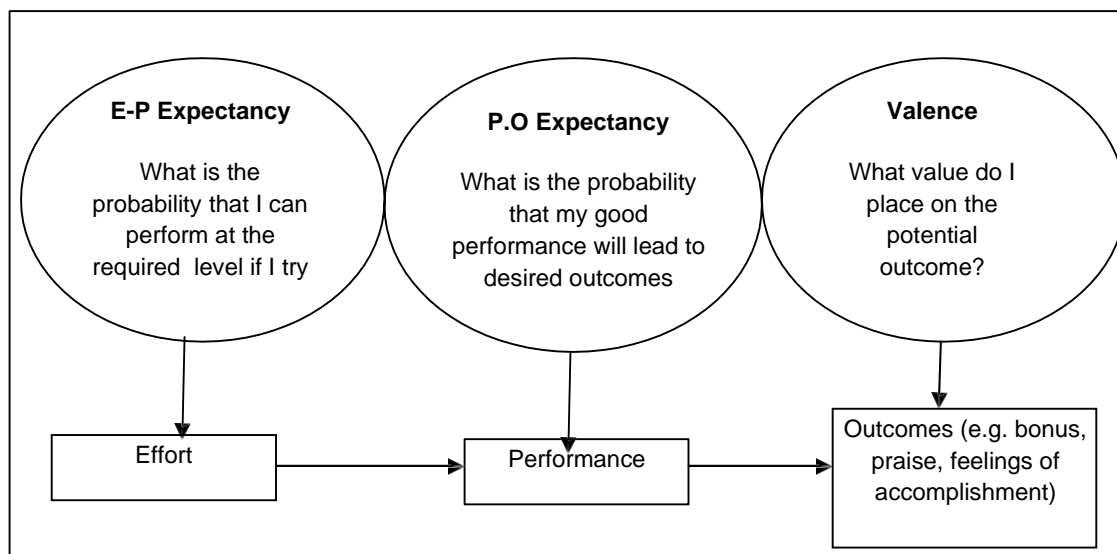 E-P Expectancy
What is the
probability that I can
perform at the
required level if I try
P.O Expectancy
What is the probability
that my good
performance will lead to
desired outcomes
Valence
What value do I
place on the
potential
outcome?
Effort
Performance
Outcomes (e.g. bonus,
praise, feelings of
accomplishment)